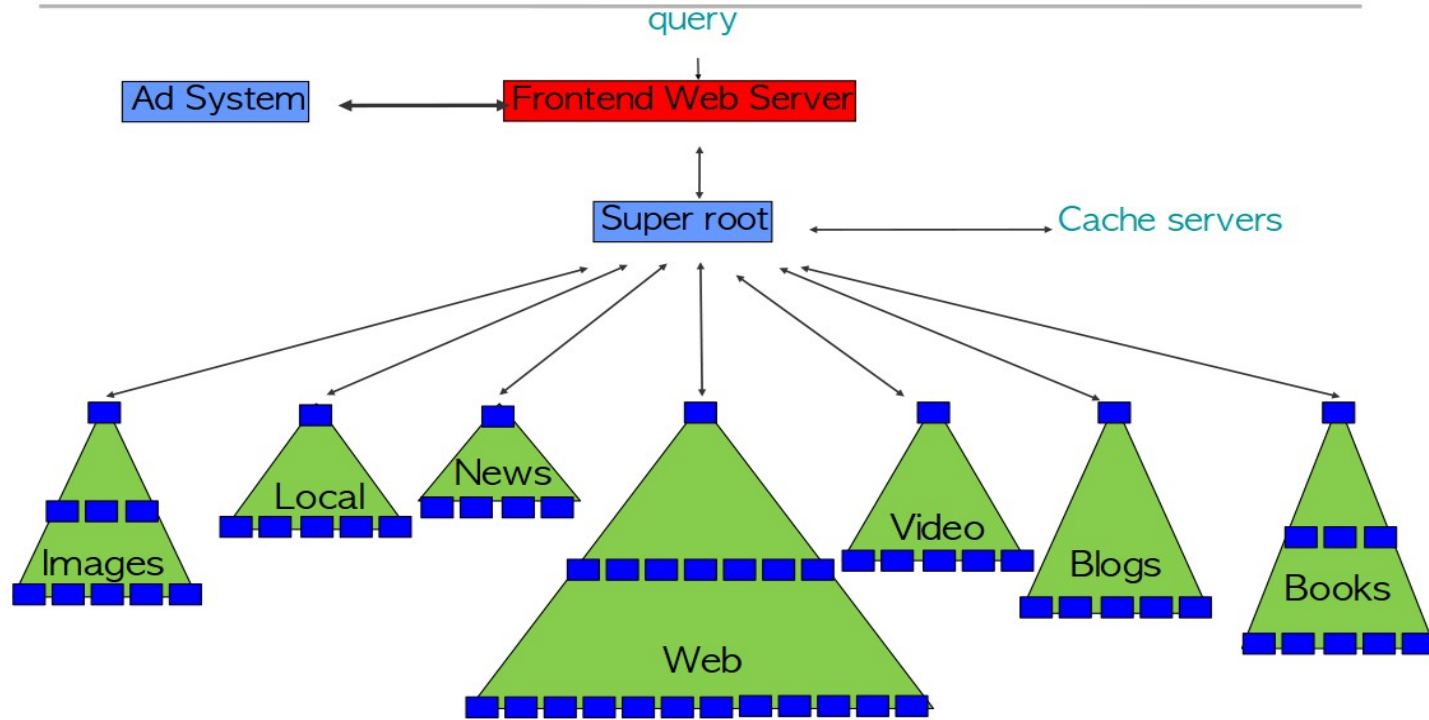 query
Ad System
Frontend Web Server
Super root
Cache servers
Images
Local
News
Web
Video
Blogs
Books